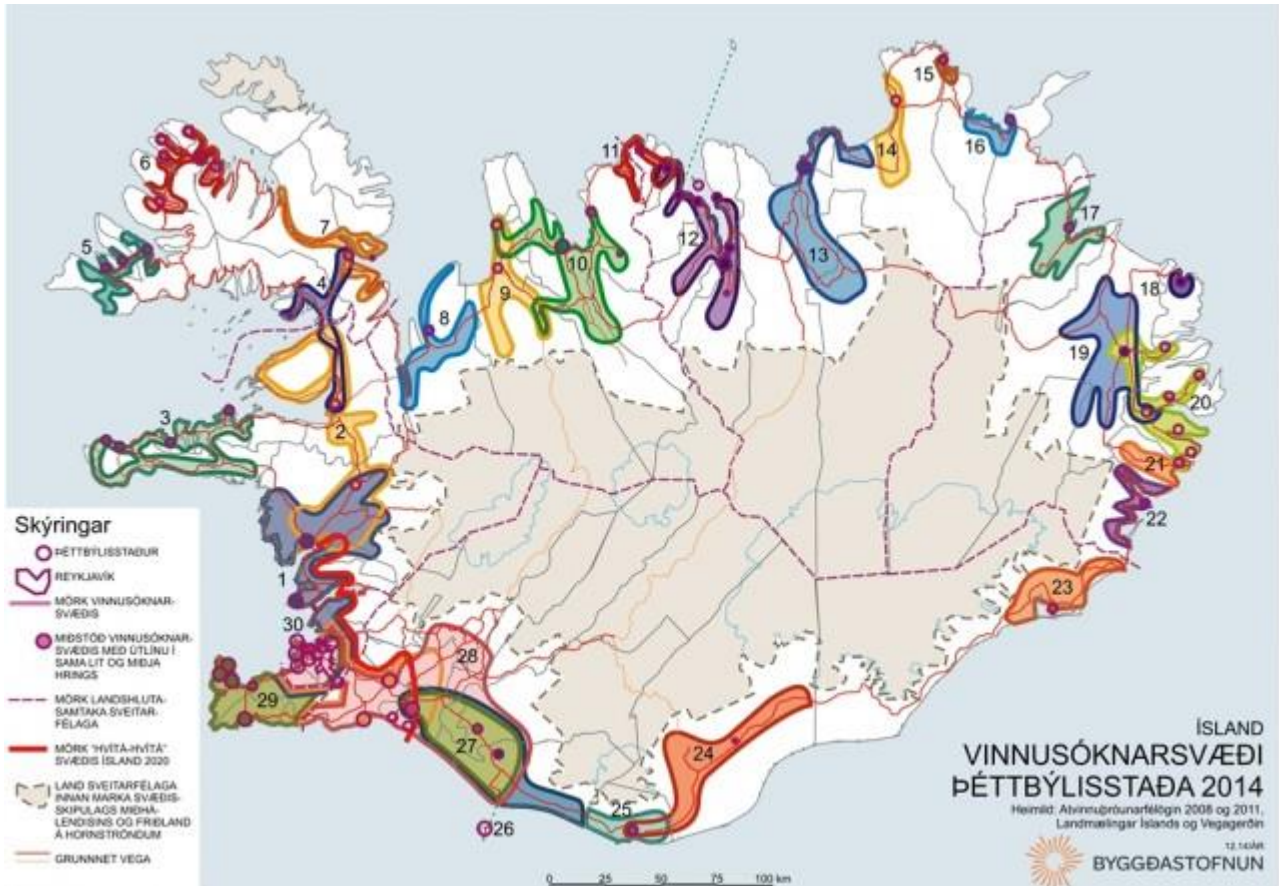 15
11
6
14
16
7
17
5
12
10
13
9
4
18
8
19
3
20
2
21
22
1
23
30
28
29
27
24
25
26
Skýringar
ÞÉTTBÝLISSTAÐUR
REYKJAVÍK
MÖRK VINNUSÓKNAR-
SVÆÐIS
MIÐSTÖÐ VINNUSÓKNAR-
SVÆÐIS MEÐ ÚTLÍNU Í
SAMA LIT OG MIÐJA
HRINGS
MÖRK LANDSHLUTA-
SAMTAKA SVEITAR-
FÉLAGA
MÖRK "HVÍTÁ-HVÍTÁ"
SVÆÐIS ÍSLAND 2020
LAND SVEITARFÉLAGA
INNAN MARKA SVÆÐIS-
SKIPULAGS MIÐHÁ-
LENDISINS OG FRIÐLAND
Á HORNSTRÖNDUM
GRUNNNET VEGA
ÍSLAND
VINNUSÓKNARSVÆÐI
ÞÉTTBÝLISSTAÐA 2014
Heimild: Atvinnuþróunarfélögin 2008 og 2011,
Landmælingar Íslands og Vegagerðin
12.14/ÁR
BYGGÐASTOFNUN
0 25 50 75 100 km